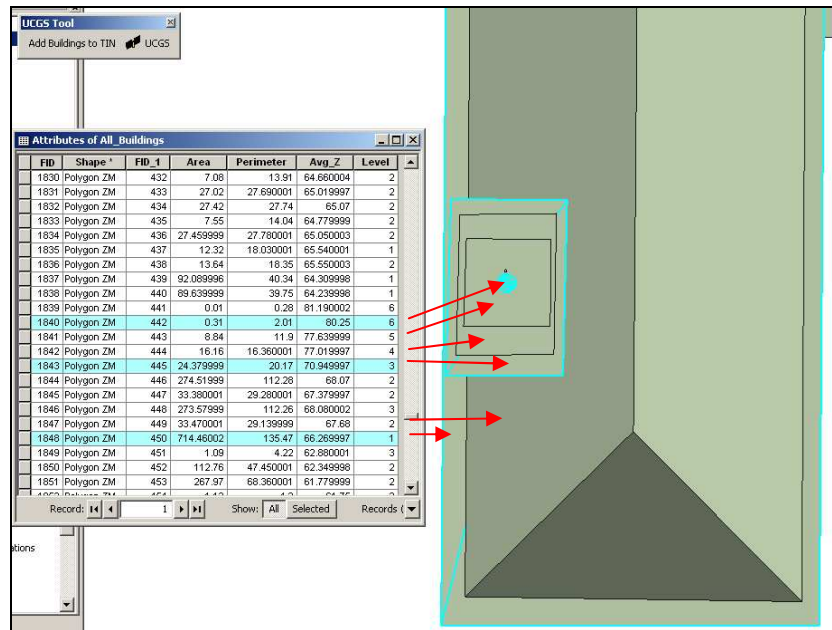 UCGS Tool
Add Buildings to TIN UCGS
Attributes of All_Buildings
FID Shape * FID_1 Area Perimeter Avg_Z Level
1830 Polygon ZM 432 7.08 13.91 64.660004 2
1831 Polygon ZM 433 27.02 27.690001 65.019997 2
1832 Polygon ZM 434 27.42 27.74 65.07 2
1833 Polygon ZM 435 7.55 14.04 64.779999 2
1834 Polygon ZM 436 27.459999 27.780001 65.050003 2
1835 Polygon ZM 437 12.32 18.030001 65.540001 1
1836 Polygon ZM 438 13.64 18.35 65.550003 2
1837 Polygon ZM 439 92.089996 40.34 64.309998 1
1838 Polygon ZM 440 89.639999 39.75 64.239998 1
1839 Polygon ZM 441 0.01 0.28 81.190002 6
1840 Polygon ZM 442 0.31 2.01 80.25 6
1841 Polygon ZM 443 8.84 11.9 77.639999 5
1842 Polygon ZM 444 16.16 16.360001 77.019997 4
1843 Polygon ZM 445 24.379999 20.17 70.949997 3
1844 Polygon ZM 446 274.51999 112.28 68.07 2
1845 Polygon ZM 447 33.380001 29.280001 67.379997 2
1846 Polygon ZM 448 273.57999 112.26 68.080002 3
1847 Polygon ZM 449 33.470001 29.139999 67.68 2
1848 Polygon ZM 450 714.46002 135.47 66.269997 1
1849 Polygon ZM 451 1.09 4.22 62.880001 3
1850 Polygon ZM 452 112.76 47.450001 62.349998 2
1851 Polygon ZM 453 267.97 68.360001 61.779999 2
Record: 1 Show: All Selected Records (
ations